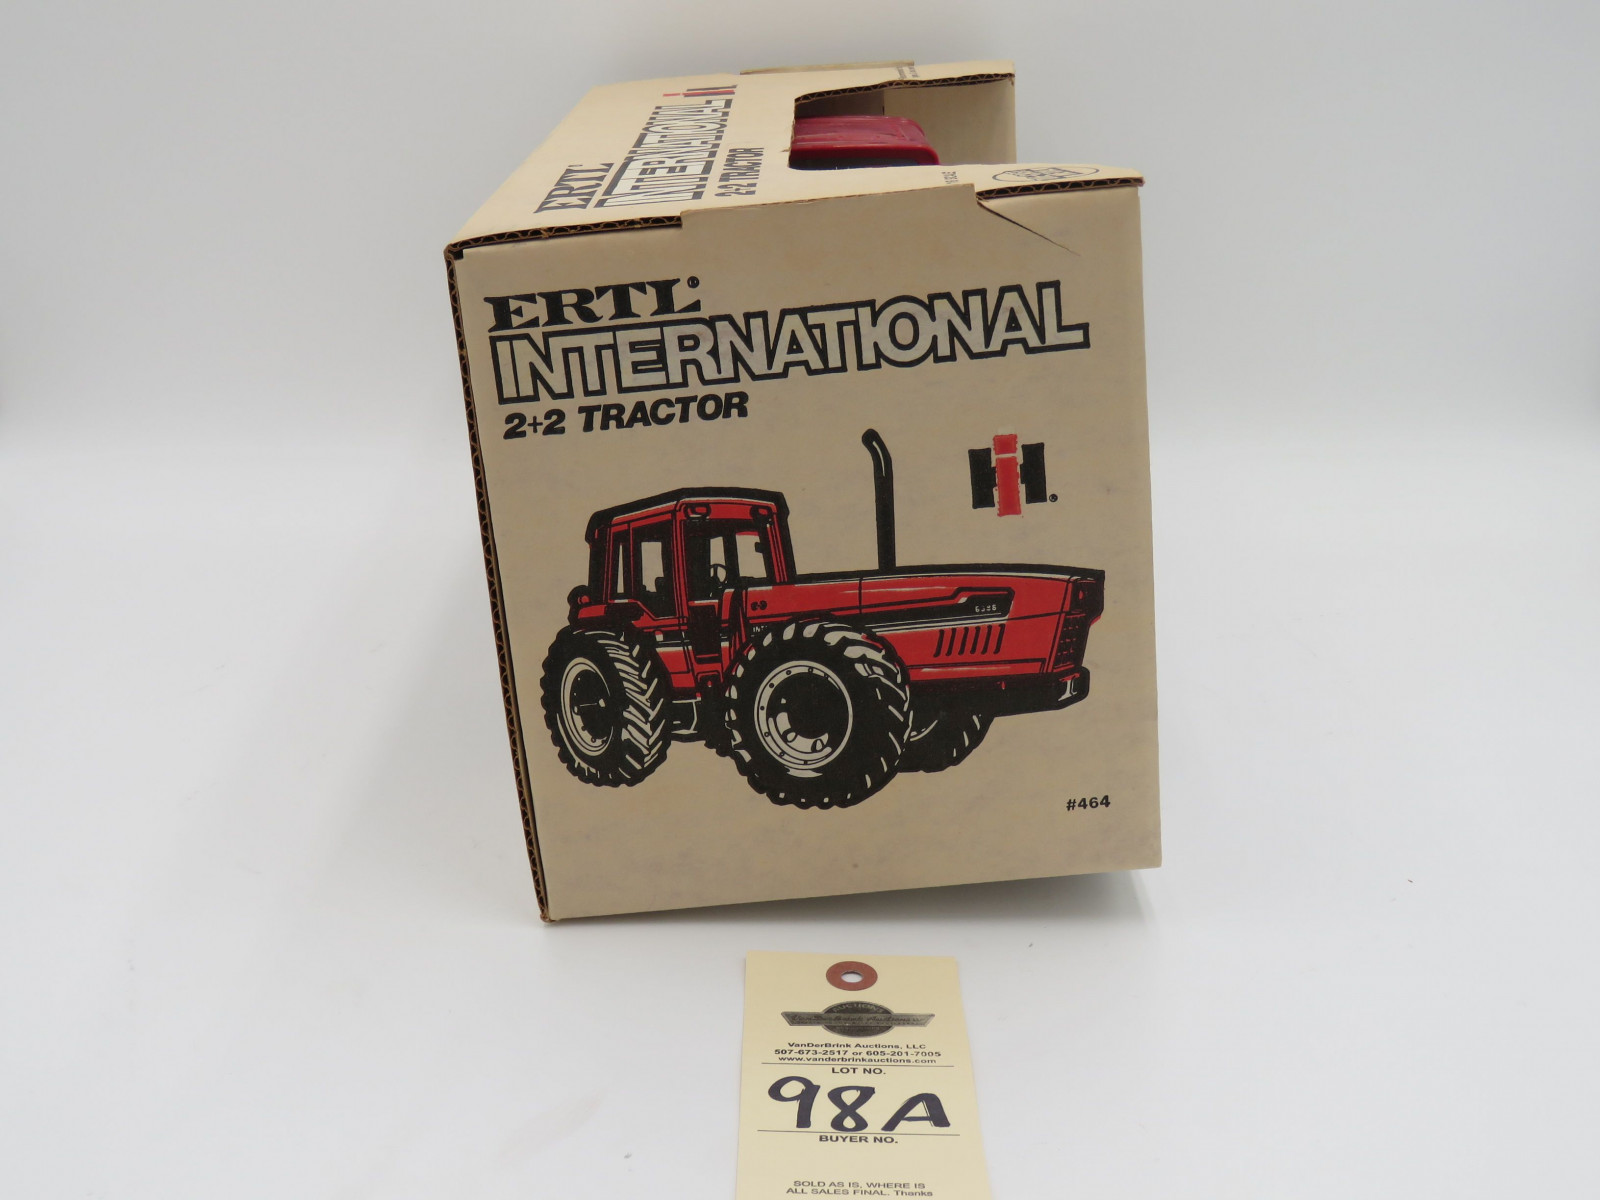 ERTL
INTERNATIONAL
2+2 TRACTOR
IH
ERTL®
INTERNATIONAL
2+2 TRACTOR
IH®
#464
VanDerBrink Auctions, LLC
507-673-2517 or 605-201-7005
www.vanderbrinkauctions.com
LOT NO.
98A
BUYER NO.
SOLD AS IS, WHERE IS
ALL SALES FINAL. Thanks